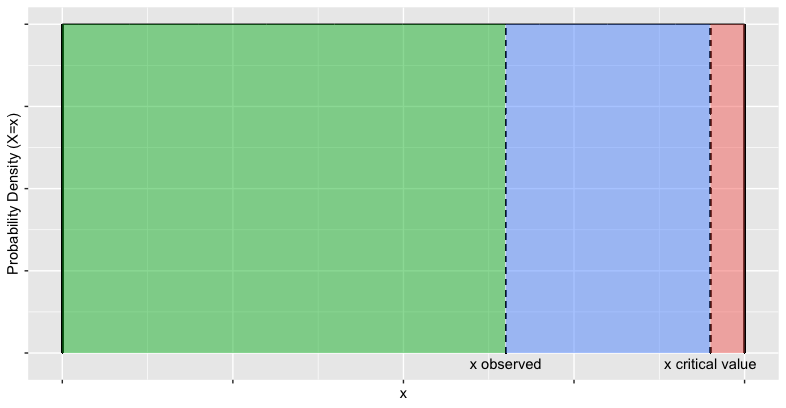 Probability Density (X=x)
x observed
x critical value
x